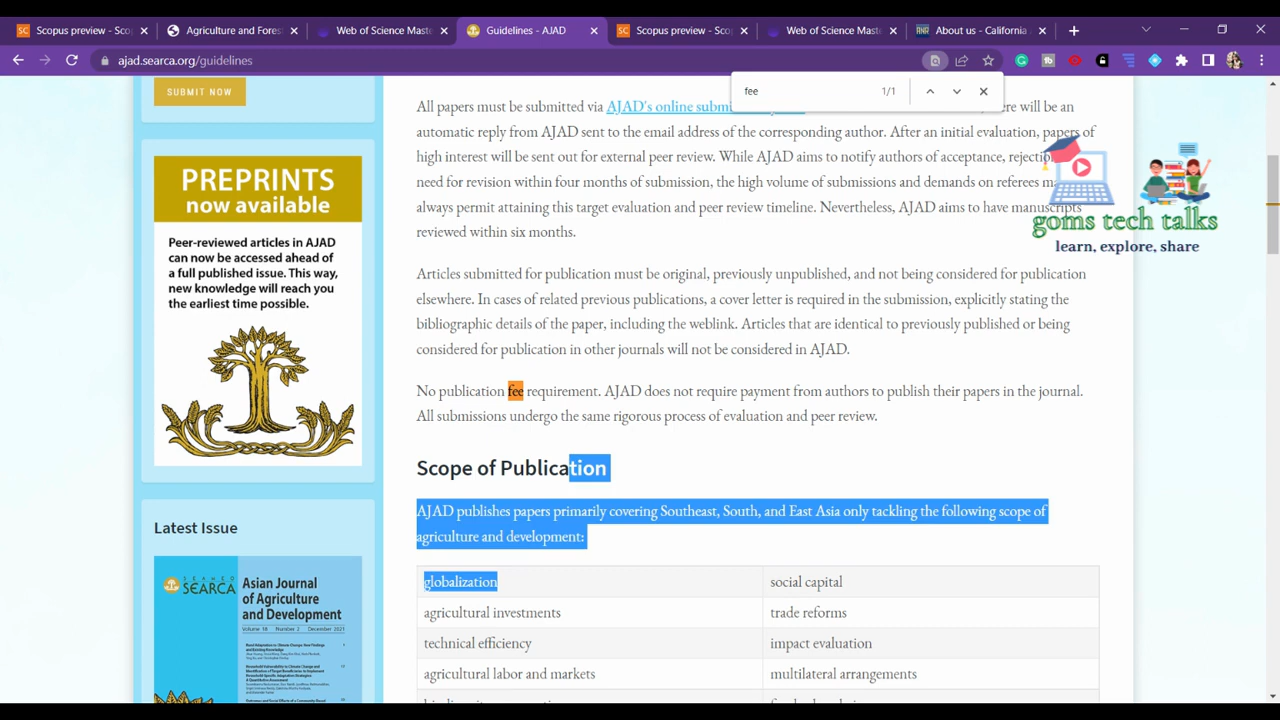 Scopus preview - Sco
Agriculture and Fores
Web of Science Maste
Guidelines - AJAD
Scopus preview - Sco
Web of Science Maste
About us - California
ajad.searca.org/guidelines
fee 1/1
SUBMIT NOW
PREPRINTS
now available
Peer-reviewed articles in AJAD
can now be accessed ahead of
a full published issue. This way,
new knowledge will reach you
the earliest time possible.
Latest Issue
SEAMEO
SEARCA
Asian Journal
of Agriculture
and Development
Volume 18 Number 2 December 2021
All papers must be submitted via AJAD's online submi
ere will be an
automatic reply from AJAD sent to the email address of the corresponding author. After an initial evaluation, papers of
high interest will be sent out for external peer review. While AJAD aims to notify authors of acceptance, rejecti
need for revision within four months of submission, the high volume of submissions and demands on referees m
always permit attaining this target evaluation and peer review timeline. Nevertheless, AJAD aims to have manuscripts
reviewed within six months.
Articles submitted for publication must be original, previously unpublished, and not being considered for publication
elsewhere. In cases of related previous publications, a cover letter is required in the submission, explicitly stating the
bibliographic details of the paper, including the weblink. Articles that are identical to previously published or being
considered for publication in other journals will not be considered in AJAD.
No publication fee requirement. AJAD does not require payment from authors to publish their papers in the journal.
All submissions undergo the same rigorous process of evaluation and peer review.
Scope of Publication
AJAD publishes papers primarily covering Southeast, South, and East Asia only tackling the following scope of
agriculture and development:
globalization social capital
agricultural investments trade reforms
technical efficiency impact evaluation
agricultural labor and markets multilateral arrangements
goms tech talks
learn, explore, share